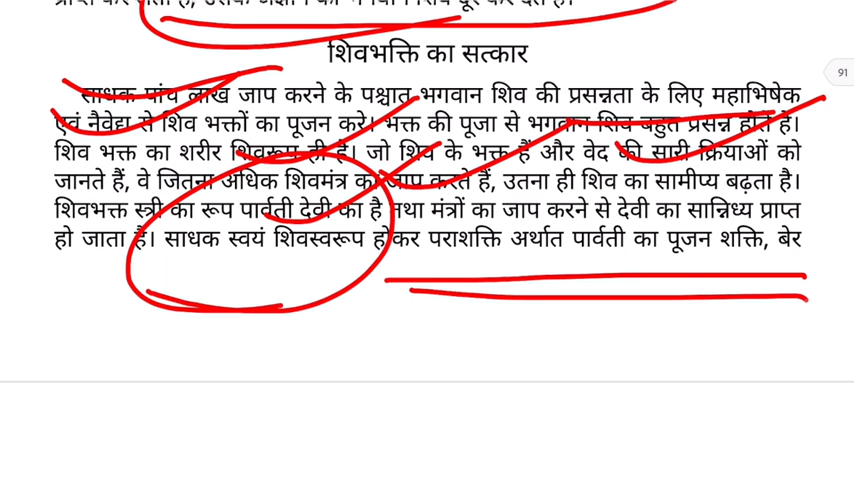 शिवभक्ति का सत्कार
91
साधक पांच लाख जाप करने के पश्चात् भगवान शिव की प्रसन्नता के लिए महाभिषेक
एवं नैवेद्य से शिव भक्तों का पूजन करे। भक्त की पूजा से भगवान शिव बहुत प्रसन्न होते हैं।
शिव भक्त का शरीर शिवरूप ही है। जो शिव के भक्त हैं और वेद की सारी क्रियाओं को
जानते हैं, वे जितना अधिक शिवमंत्र का जाप करते हैं, उतना ही शिव का सामीप्य बढ़ता है।
शिवभक्त स्त्री का रूप पार्वती देवी का है तथा मंत्रों का जाप करने से देवी का सान्निध्य प्राप्त
हो जाता है। साधक स्वयं शिवस्वरूप होकर पराशक्ति अर्थात पार्वती का पूजन शक्ति, बेर